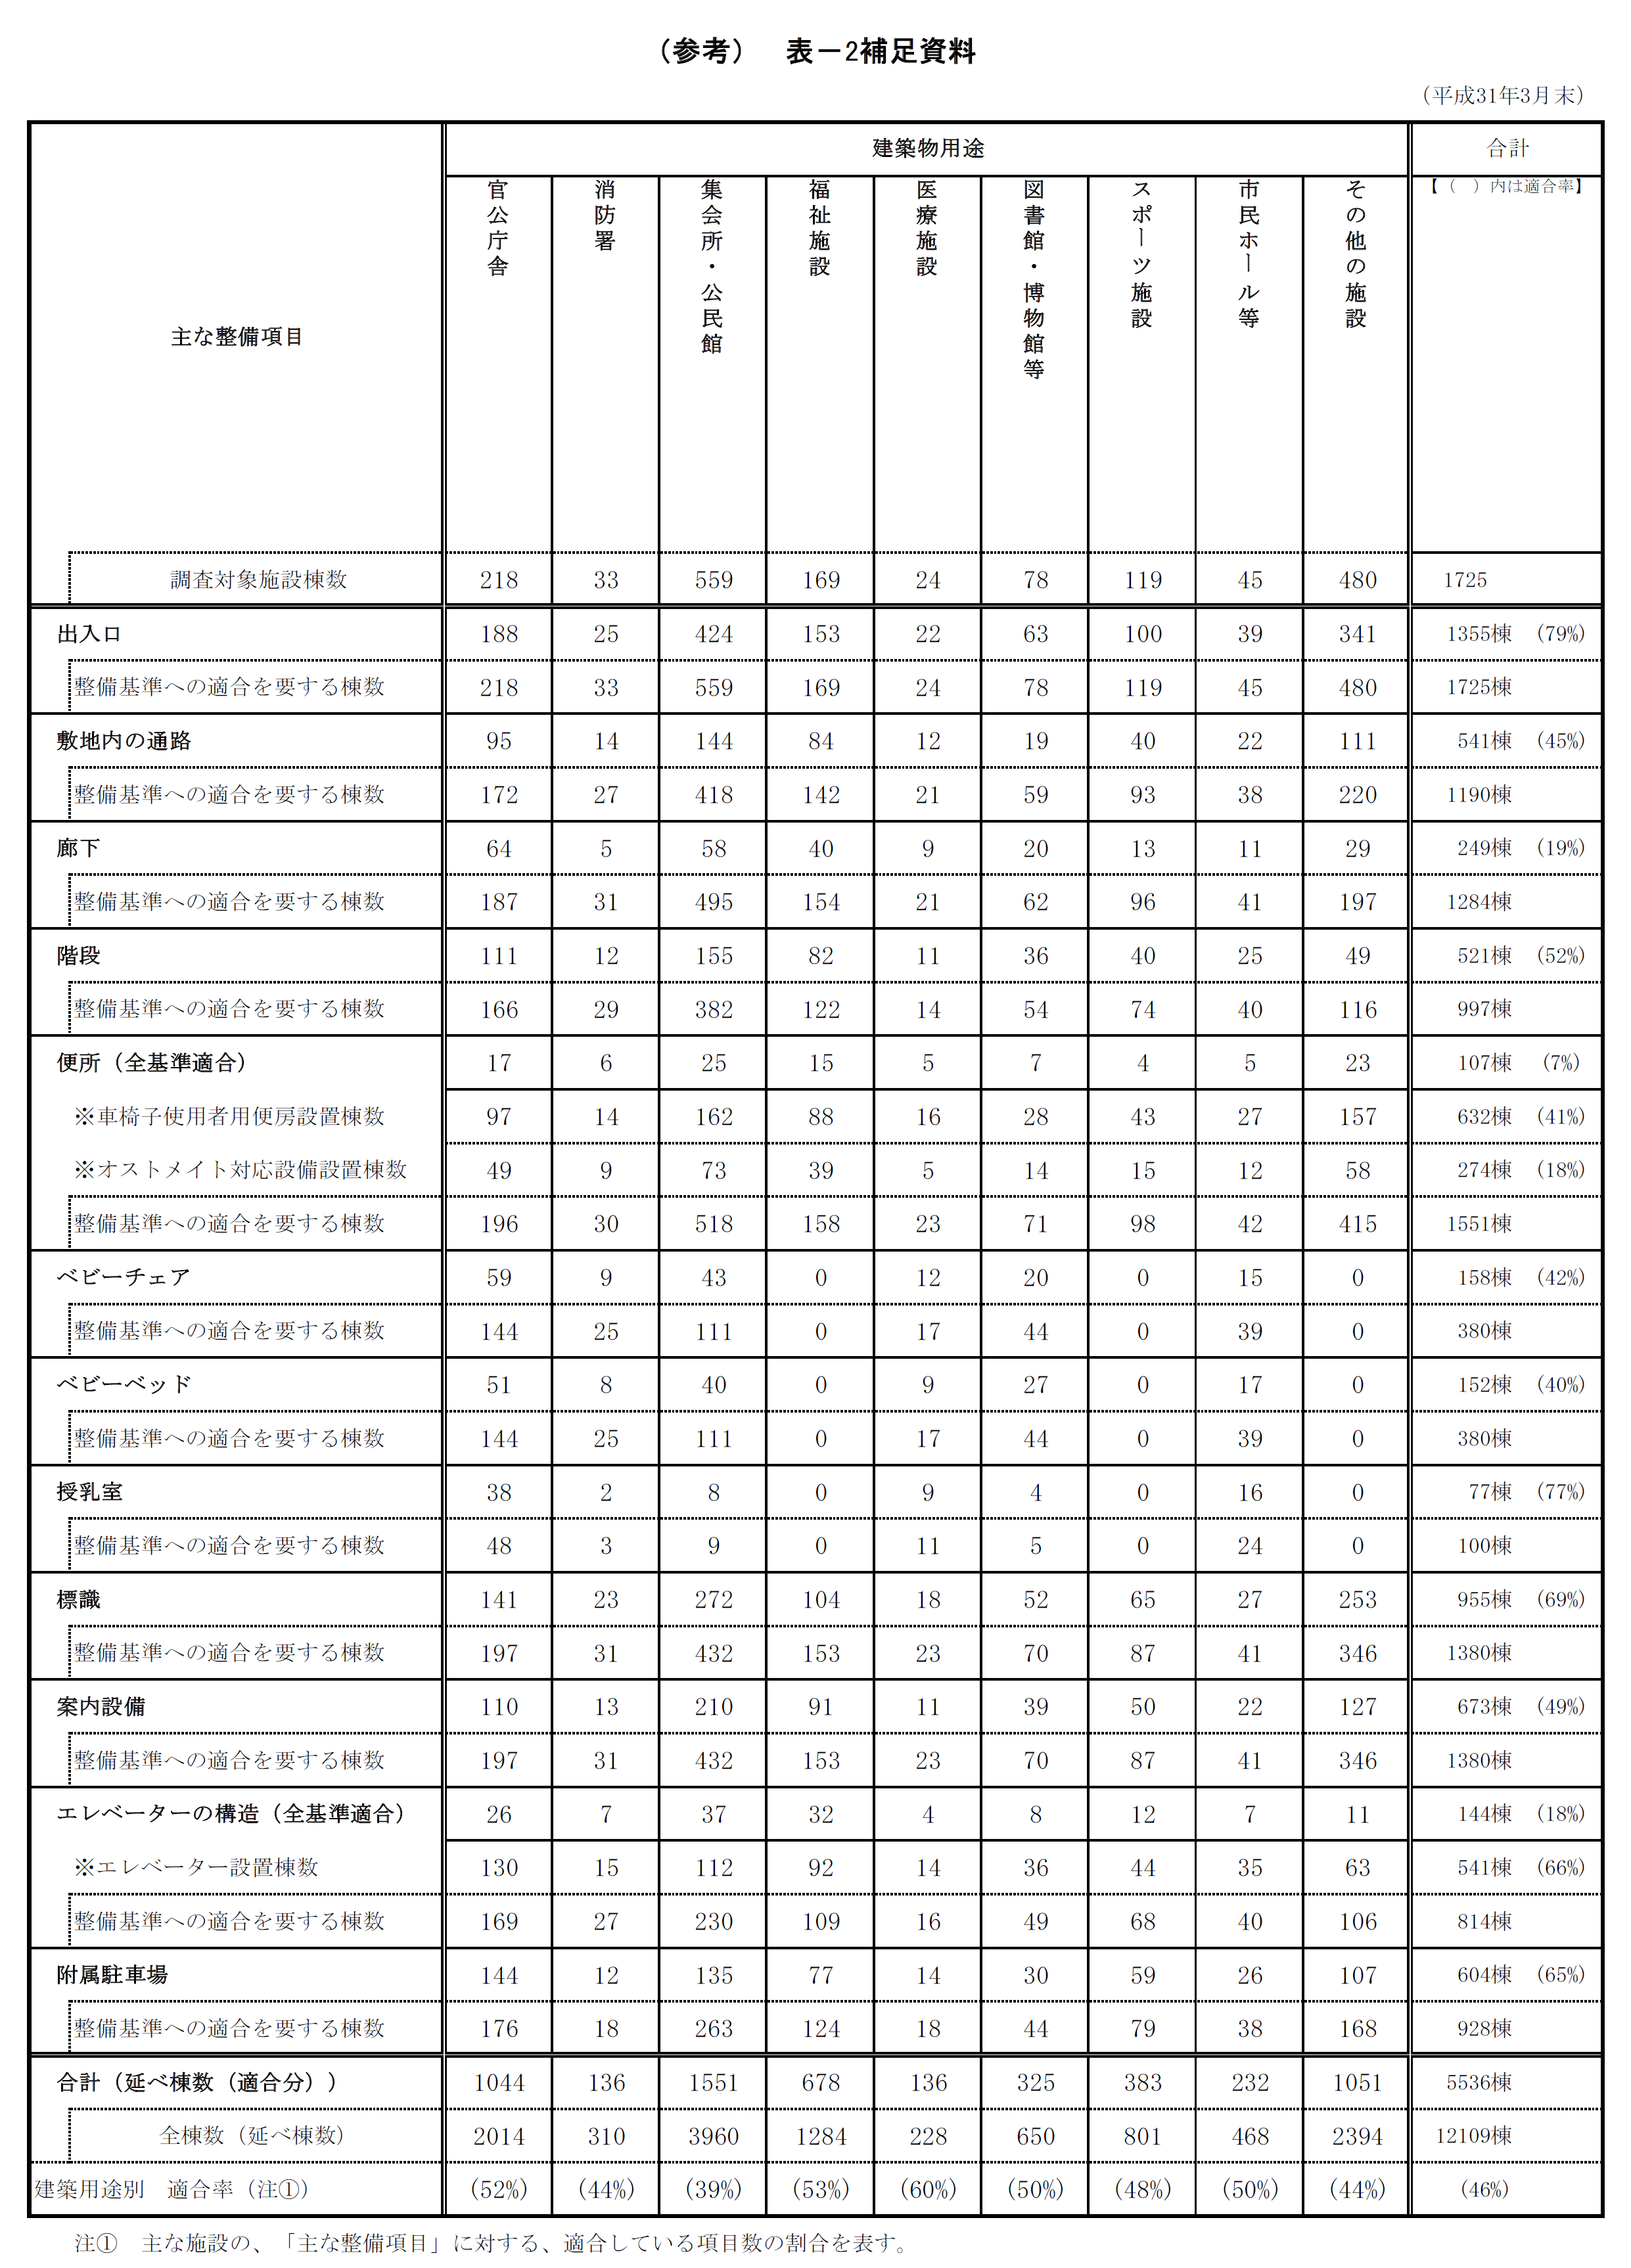 （参考）　表－2補足資料
（平成31年3月末）
主な整備項目 建築物用途 合計
官公庁舎 消防署 集会所・公民館 福祉施設 医療施設 図書館・博物館等 スポーツ施設 市民ホール等 その他の施設 【（　）内は適合率】
調査対象施設棟数 218 33 559 169 24 78 119 45 480 1725
出入口 188 25 424 153 22 63 100 39 341 1355棟 （79%）
整備基準への適合を要する棟数 218 33 559 169 24 78 119 45 480 1725棟
敷地内の通路 95 14 144 84 12 19 40 22 111 541棟 （45%）
整備基準への適合を要する棟数 172 27 418 142 21 59 93 38 220 1190棟
廊下 64 5 58 40 9 20 13 11 29 249棟 （19%）
整備基準への適合を要する棟数 187 31 495 154 21 62 96 41 197 1284棟
階段 111 12 155 82 11 36 40 25 49 521棟 （52%）
整備基準への適合を要する棟数 166 29 382 122 14 54 74 40 116 997棟
便所（全基準適合） 17 6 25 15 5 7 4 5 23 107棟 （7%）
※車椅子使用者用便房設置棟数 97 14 162 88 16 28 43 27 157 632棟 （41%）
※オストメイト対応設備設置棟数 49 9 73 39 5 14 15 12 58 274棟 （18%）
整備基準への適合を要する棟数 196 30 518 158 23 71 98 42 415 1551棟
ベビーチェア 59 9 43 0 12 20 0 15 0 158棟 （42%）
整備基準への適合を要する棟数 144 25 111 0 17 44 0 39 0 380棟
ベビーベッド 51 8 40 0 9 27 0 17 0 152棟 （40%）
整備基準への適合を要する棟数 144 25 111 0 17 44 0 39 0 380棟
授乳室 38 2 8 0 9 4 0 16 0 77棟 （77%）
整備基準への適合を要する棟数 48 3 9 0 11 5 0 24 0 100棟
標識 141 23 272 104 18 52 65 27 253 955棟 （69%）
整備基準への適合を要する棟数 197 31 432 153 23 70 87 41 346 1380棟
案内設備 110 13 210 91 11 39 50 22 127 673棟 （49%）
整備基準への適合を要する棟数 197 31 432 153 23 70 87 41 346 1380棟
エレベーターの構造（全基準適合） 26 7 37 32 4 8 12 7 11 144棟 （18%）
※エレベーター設置棟数 130 15 112 92 14 36 44 35 63 541棟 （66%）
整備基準への適合を要する棟数 169 27 230 109 16 49 68 40 106 814棟
附属駐車場 144 12 135 77 14 30 59 26 107 604棟 （65%）
整備基準への適合を要する棟数 176 18 263 124 18 44 79 38 168 928棟
合計（延べ棟数（適合分）） 1044 136 1551 678 136 325 383 232 1051 5536棟
全棟数（延べ棟数） 2014 310 3960 1284 228 650 801 468 2394 12109棟
建築用途別　適合率（注①） （52%） （44%） （39%） （53%） （60%） （50%） （48%） （50%） （44%） （46%）
注①　主な施設の、「主な整備項目」に対する、適合している項目数の割合を表す。